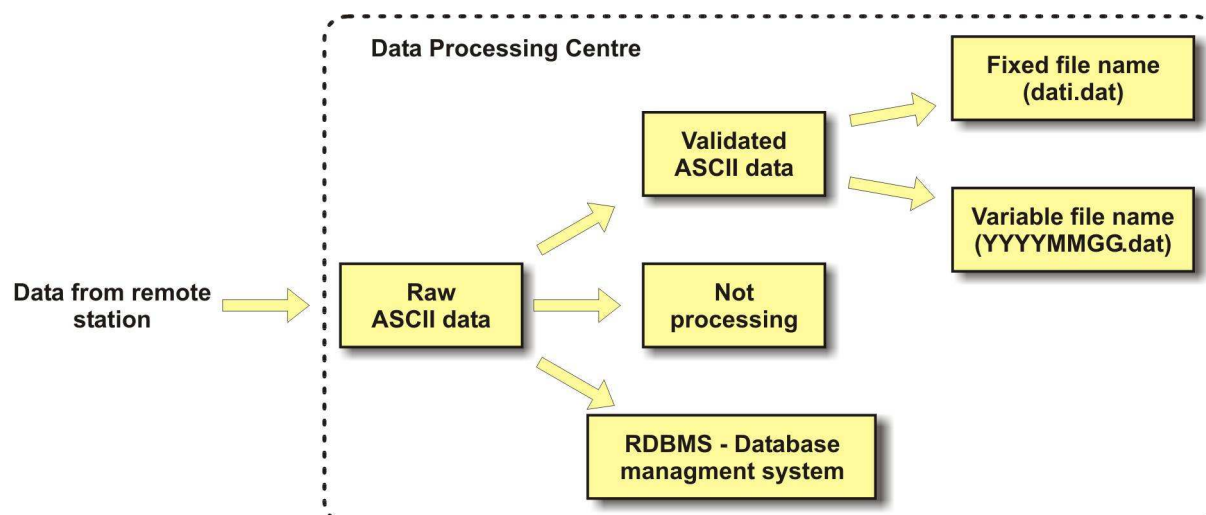 Data Processing Centre
Fixed file name
(dati.dat)
Validated
ASCII data
Variable file name
(YYYYMMGG.dat)
Data from remote
station
Raw
ASCII data
Not
processing
RDBMS - Database
managment system